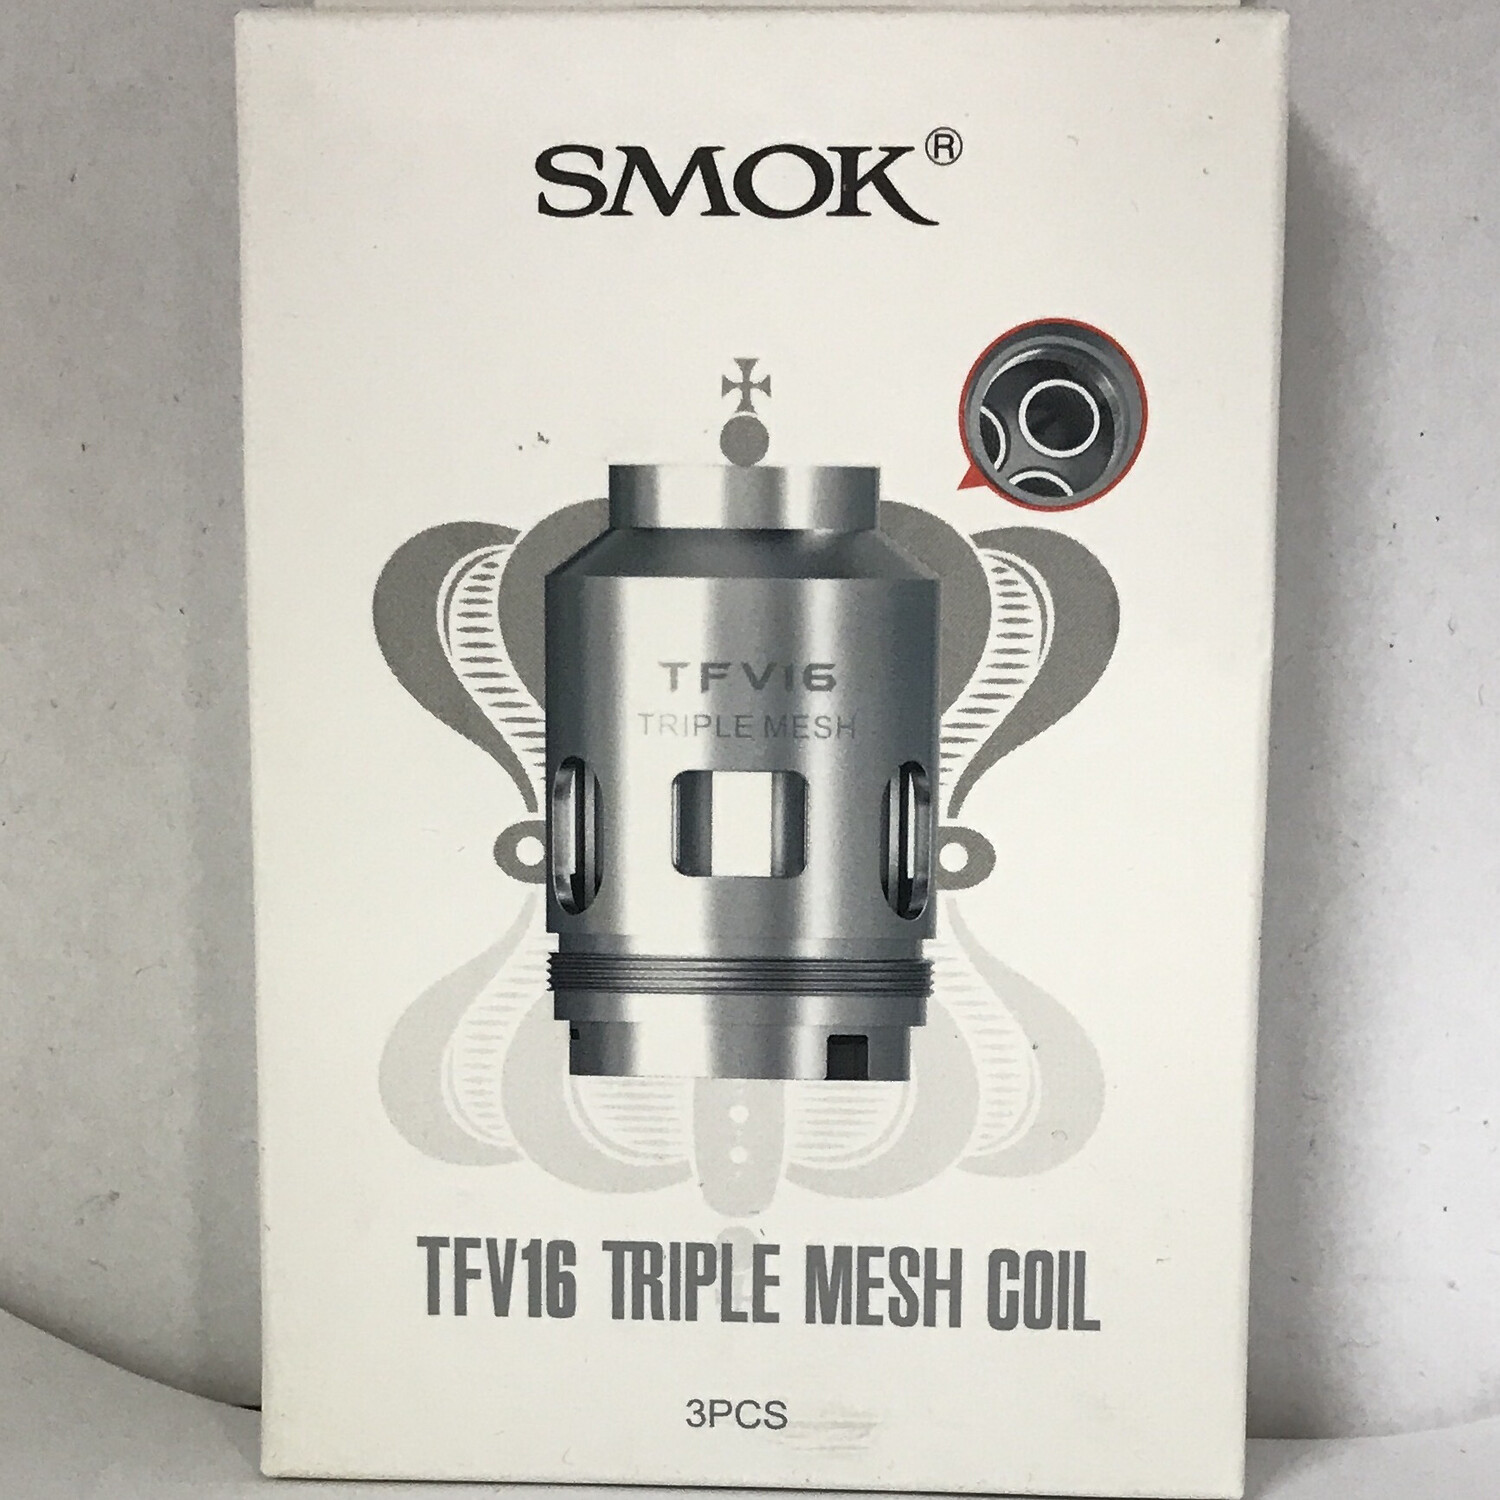 SMOK®
TFV16
TRIPLE MESH
TFV16 TRIPLE MESH COIL
3PCS